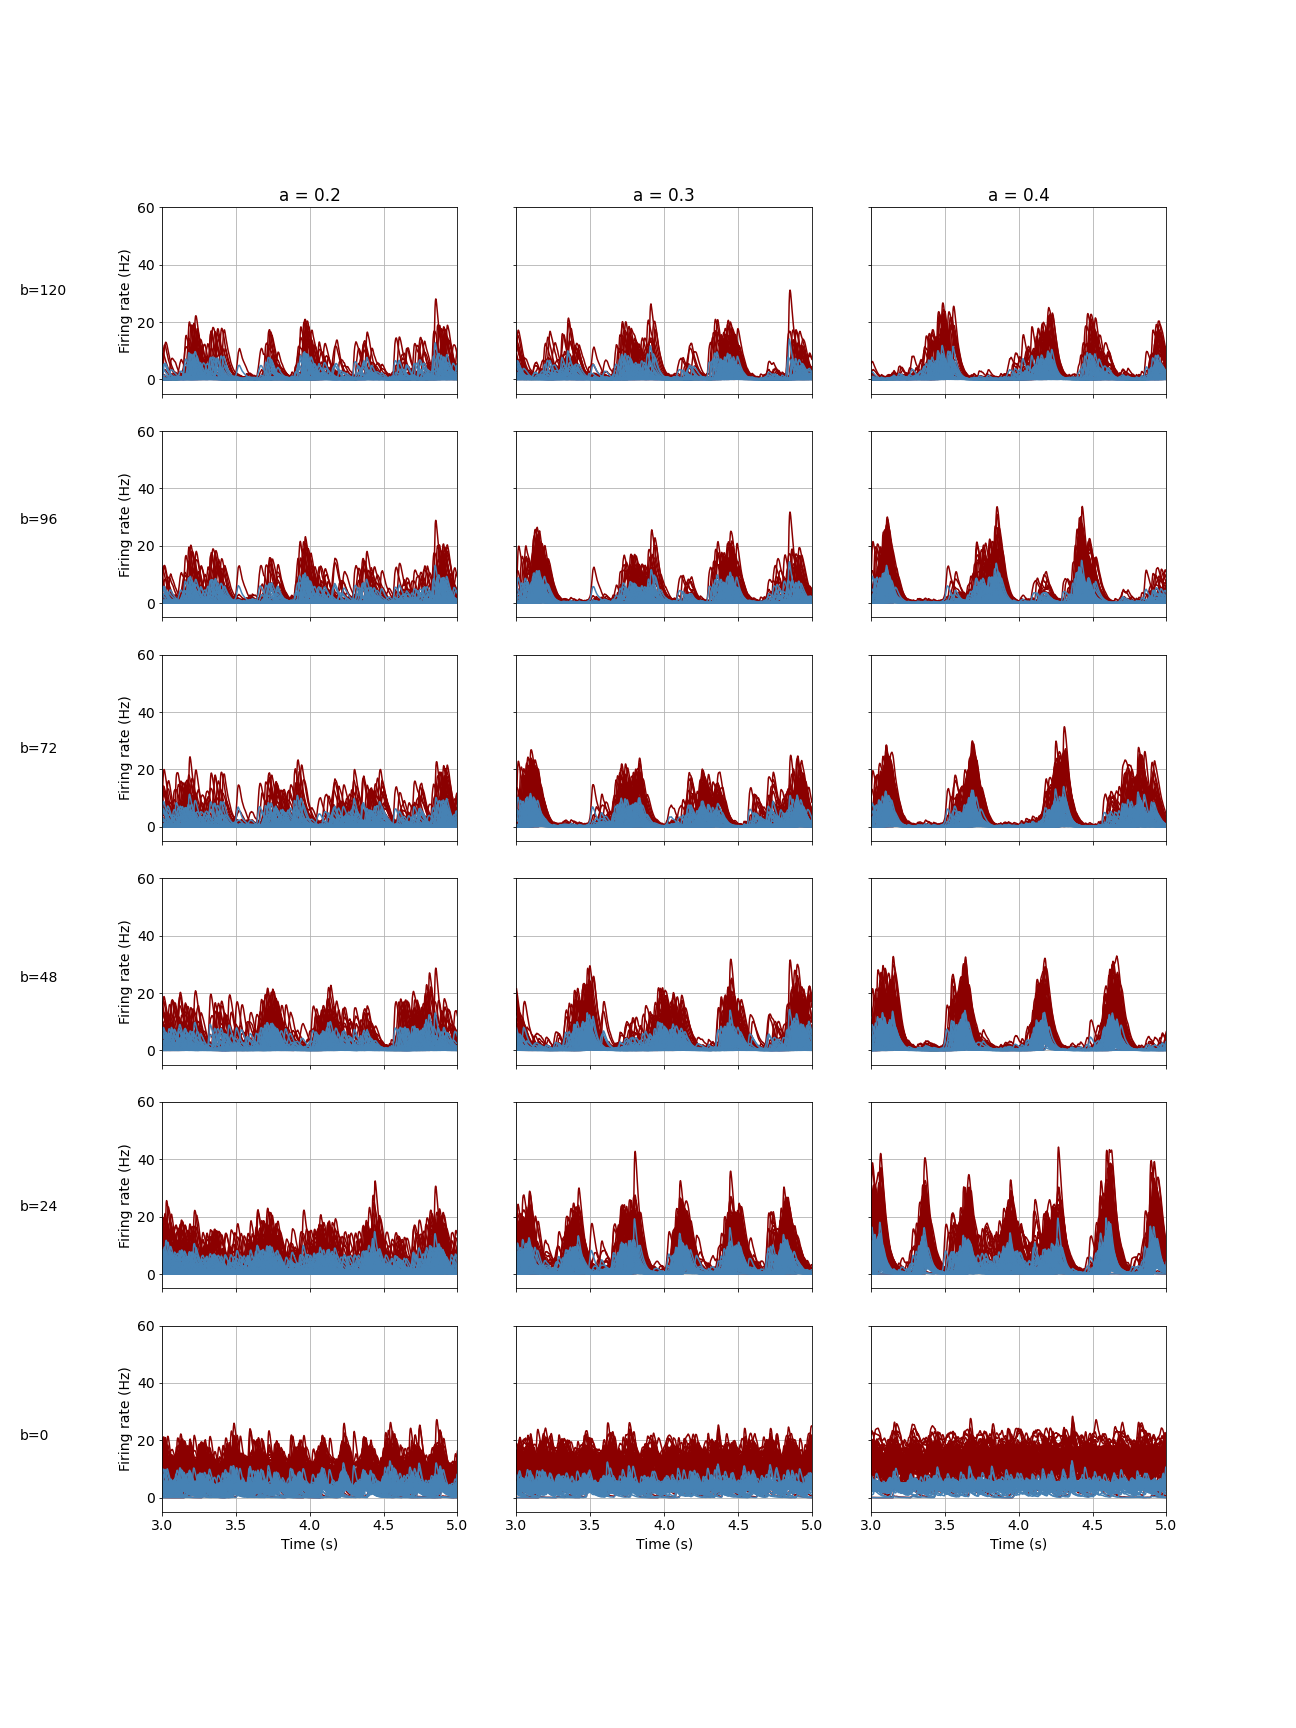 a = 0.2 a = 0.3 a = 0.4
b=120
Firing rate (Hz)
60
40
20
0
b=96
Firing rate (Hz)
60
40
20
0
b=72
Firing rate (Hz)
60
40
20
0
b=48
Firing rate (Hz)
60
40
20
0
b=24
Firing rate (Hz)
60
40
20
0
b=0
Firing rate (Hz)
60
40
20
0
3.0 3.5 4.0 4.5 5.0 3.0 3.5 4.0 4.5 5.0 3.0 3.5 4.0 4.5 5.0
Time (s) Time (s) Time (s)